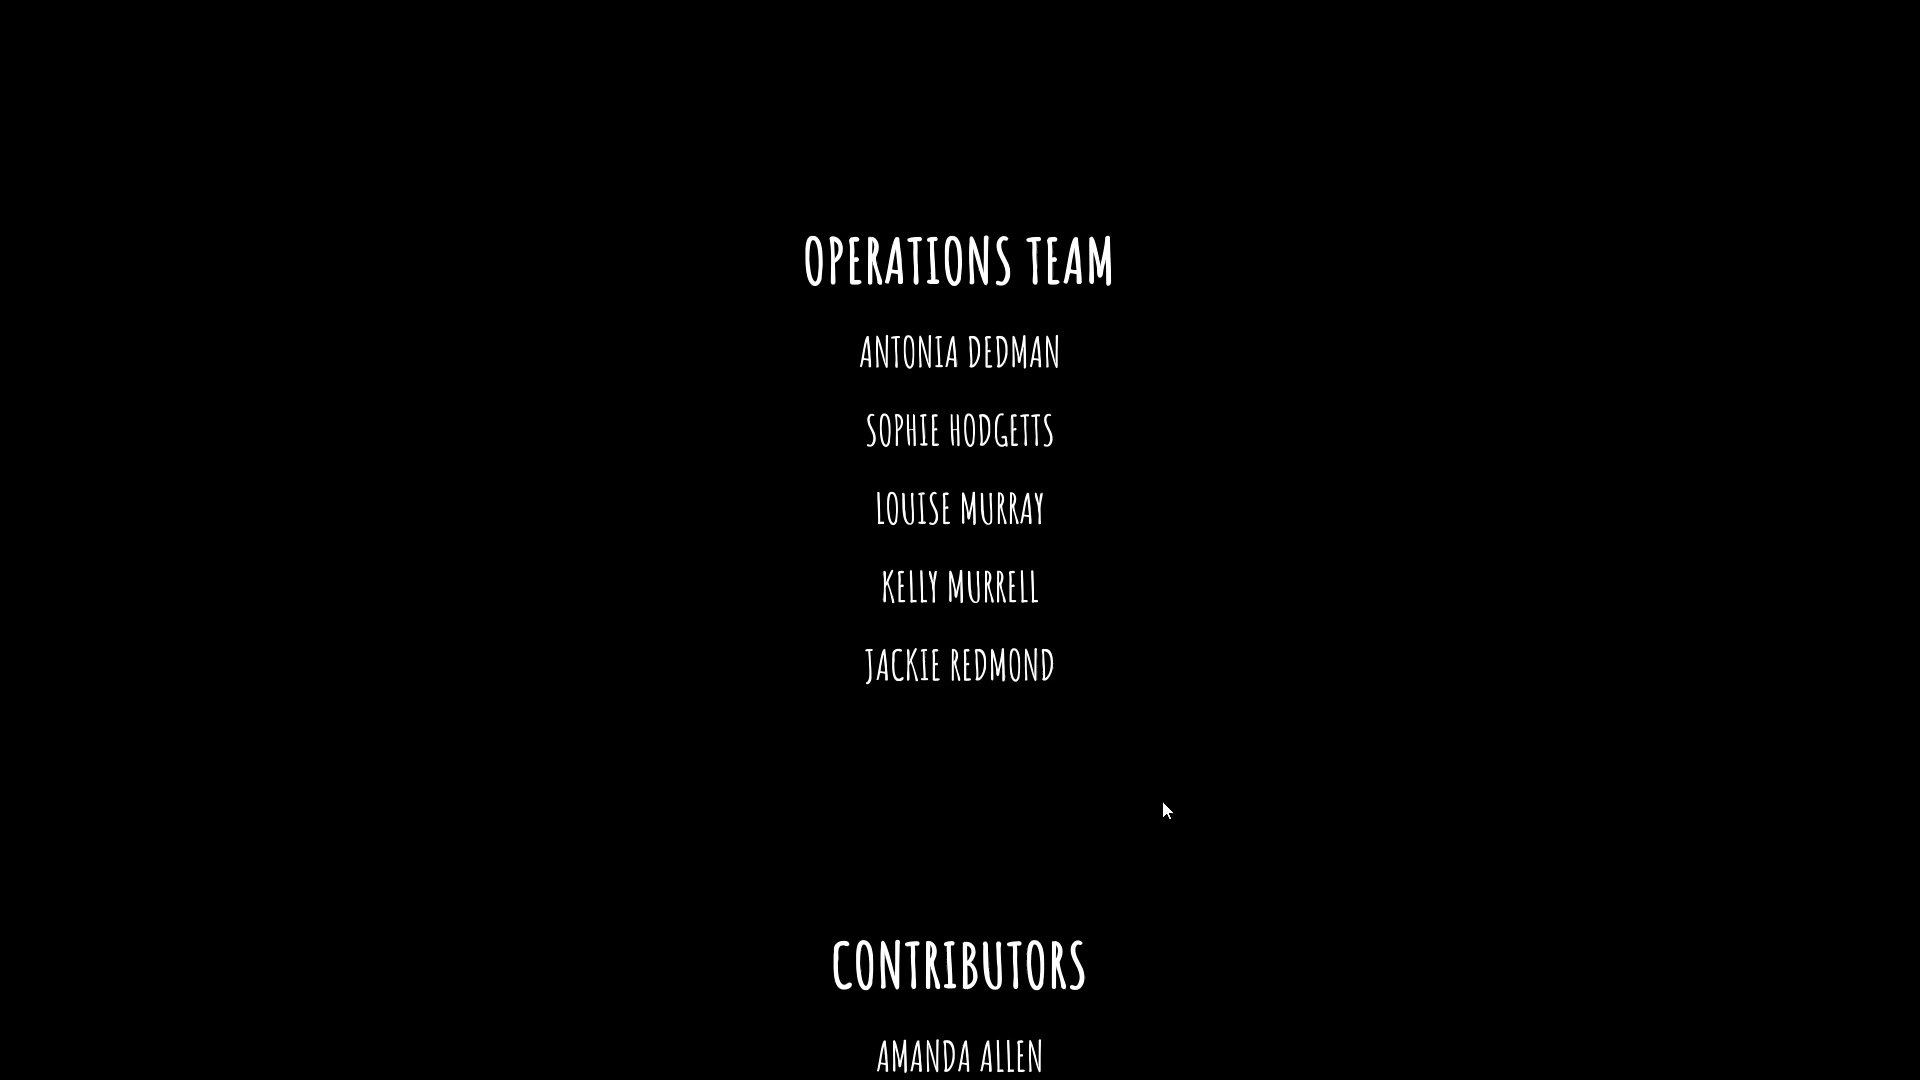 OPERATIONS TEAM
ANTONIA DEDMAN
SOPHIE HODGETTS
LOUISE MURRAY
KELLY MURRELL
JACKIE REDMOND
CONTRIBUTORS
AMANDA ALLEN